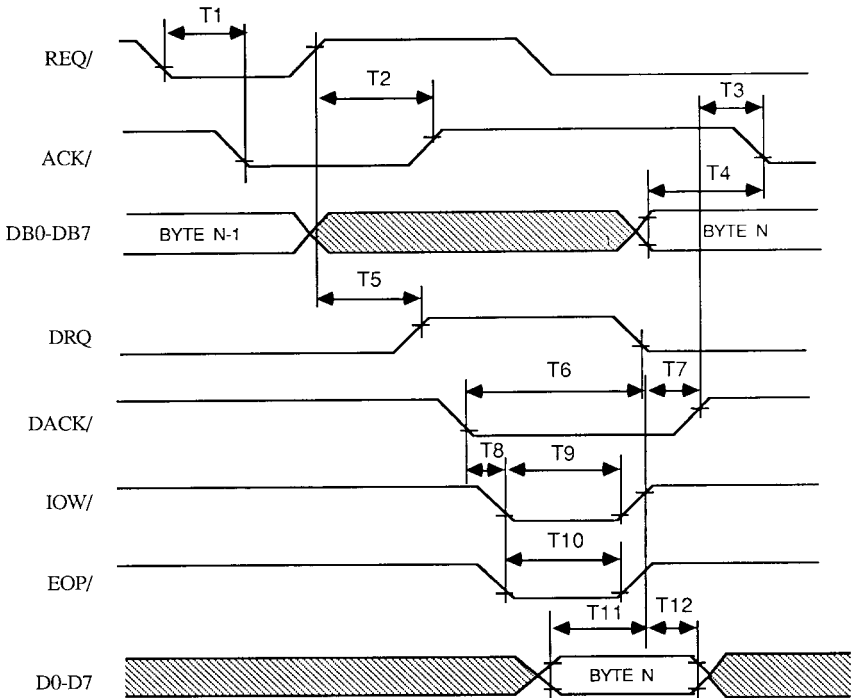 T1
REQ/
T2
T3
ACK/
T4
DB0-DB7
BYTE N-1
BYTE N
T5
DRQ
T6
T7
DACK/
T8
T9
IOW/
T10
EOP/
T11
T12
D0-D7
BYTE N